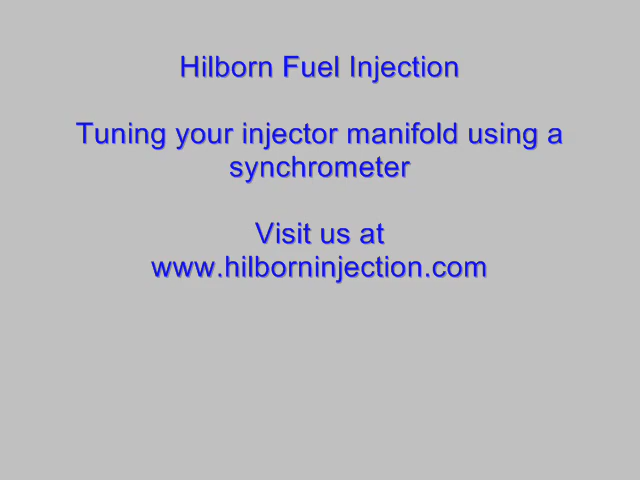 Hilborn Fuel Injection
Tuning your injector manifold using a
synchrometer
Visit us at
www.hilborninjection.com